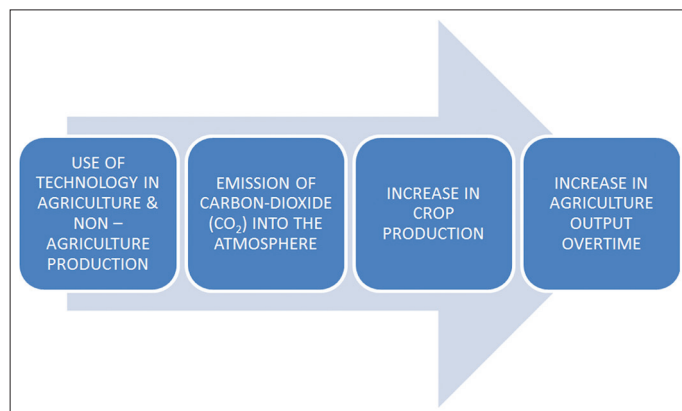 USE OF
TECHNOLOGY IN
AGRICULTURE &
NON –
AGRICULTURE
PRODUCTION
EMISSION OF
CARBON-DIOXIDE
(CO₂) INTO THE
ATMOSPHERE
INCREASE IN
CROP
PRODUCTION
INCREASE IN
AGRICULTURE
OUTPUT
OVERTIME